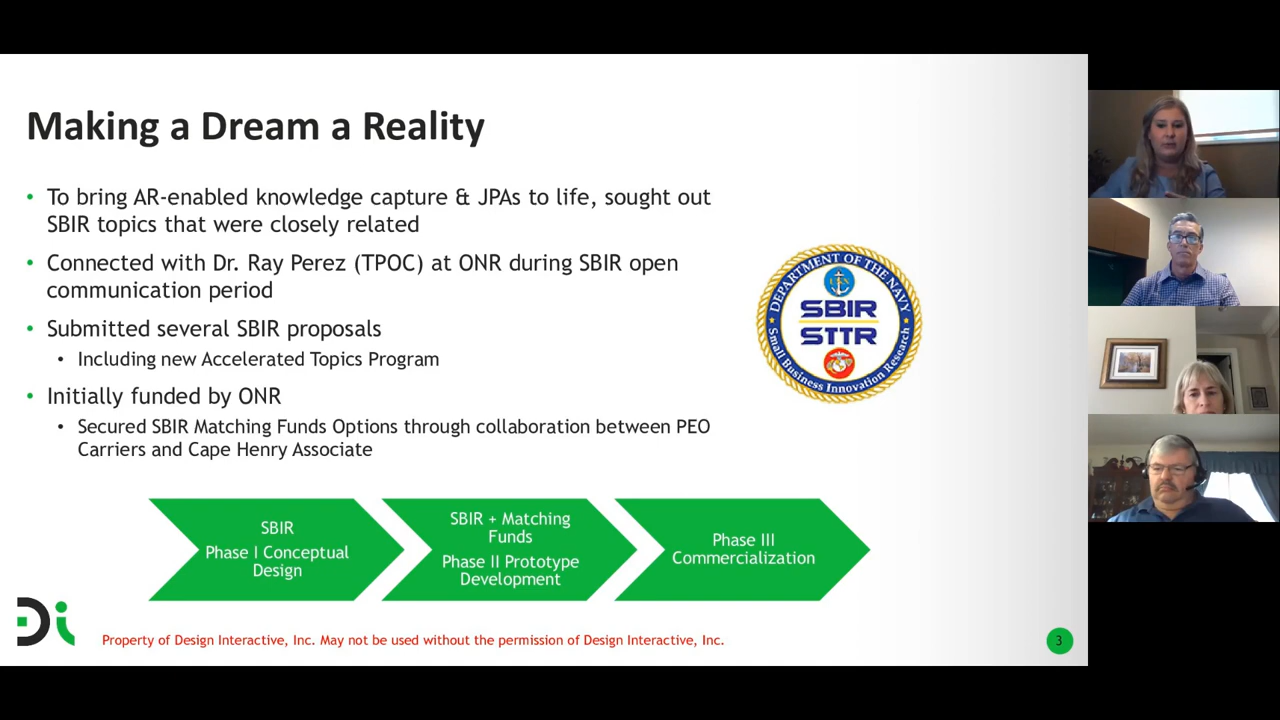 Making a Dream a Reality
• To bring AR-enabled knowledge capture & JPAs to life, sought out
SBIR topics that were closely related
• Connected with Dr. Ray Perez (TPOC) at ONR during SBIR open
communication period
• Submitted several SBIR proposals
• Including new Accelerated Topics Program
• Initially funded by ONR
• Secured SBIR Matching Funds Options through collaboration between PEO
Carriers and Cape Henry Associate
DEPARTMENT OF THE NAVY
SBIR
STTR
Small Business Innovation Research
SBIR
Phase I Conceptual
Design
SBIR + Matching
Funds
Phase II Prototype
Development
Phase III
Commercialization
Di
Property of Design Interactive, Inc. May not be used without the permission of Design Interactive, Inc.
3